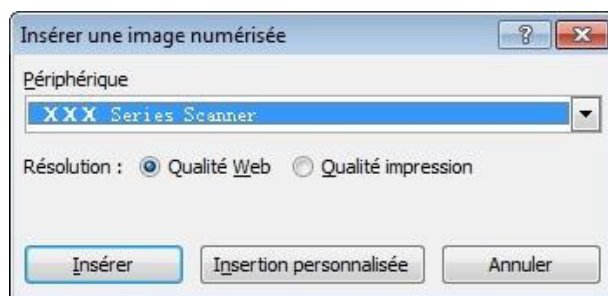 Insérer une image numérisée
Périphérique
XXX Series Scanner
Résolution : Qualité Web Qualité impression
Insérer Insertion personnalisée Annuler